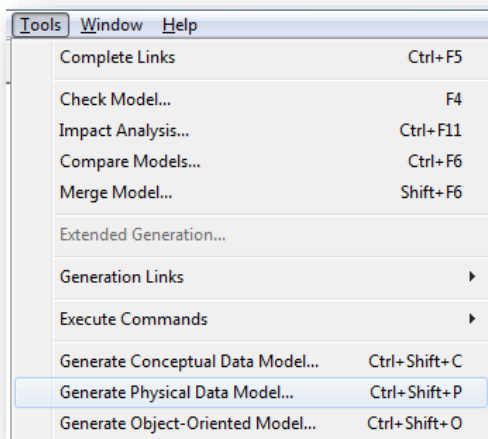 Tools Window Help
Complete Links Ctrl+F5
Check Model... F4
Impact Analysis... Ctrl+F11
Compare Models... Ctrl+F6
Merge Model... Shift+F6
Extended Generation...
Generation Links
Execute Commands
Generate Conceptual Data Model... Ctrl+Shift+C
Generate Physical Data Model... Ctrl+Shift+P
Generate Object-Oriented Model... Ctrl+Shift+O